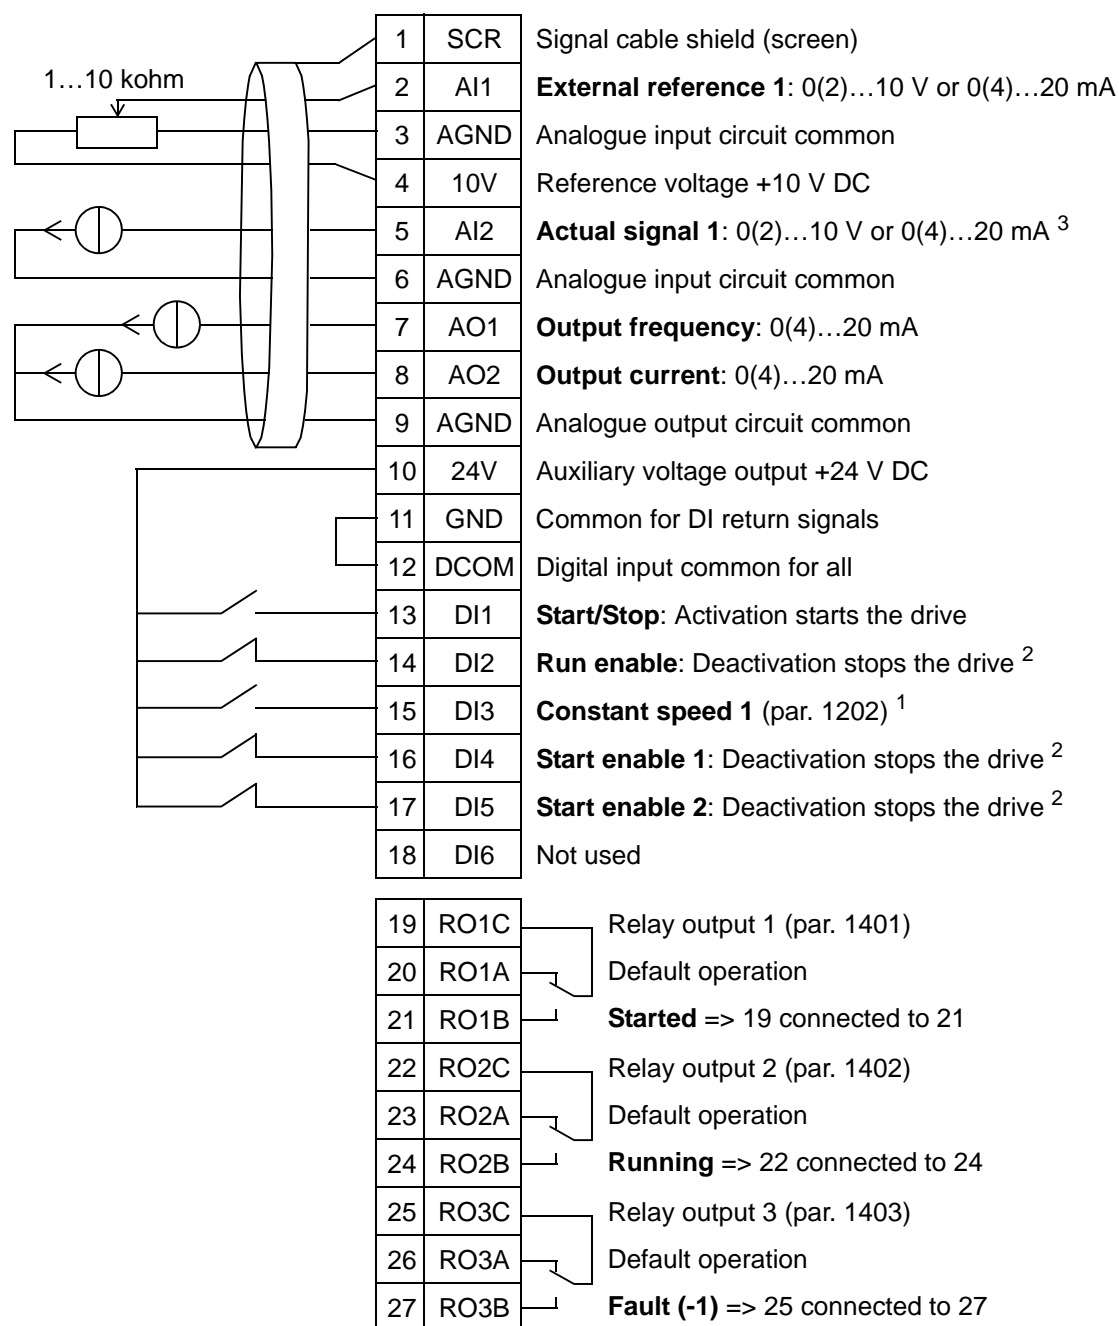 1…10 kohm
1 SCR Signal cable shield (screen)
2 AI1 External reference 1: 0(2)…10 V or 0(4)…20 mA
3 AGND Analogue input circuit common
4 10V Reference voltage +10 V DC
5 AI2 Actual signal 1: 0(2)…10 V or 0(4)…20 mA 3
6 AGND Analogue input circuit common
7 AO1 Output frequency: 0(4)…20 mA
8 AO2 Output current: 0(4)…20 mA
9 AGND Analogue output circuit common
10 24V Auxiliary voltage output +24 V DC
11 GND Common for DI return signals
12 DCOM Digital input common for all
13 DI1 Start/Stop: Activation starts the drive
14 DI2 Run enable: Deactivation stops the drive 2
15 DI3 Constant speed 1 (par. 1202) 1
16 DI4 Start enable 1: Deactivation stops the drive 2
17 DI5 Start enable 2: Deactivation stops the drive 2
18 DI6 Not used
19 RO1C Relay output 1 (par. 1401)
20 RO1A Default operation
21 RO1B Started => 19 connected to 21
22 RO2C Relay output 2 (par. 1402)
23 RO2A Default operation
24 RO2B Running => 22 connected to 24
25 RO3C Relay output 3 (par. 1403)
26 RO3A Default operation
27 RO3B Fault (-1) => 25 connected to 27